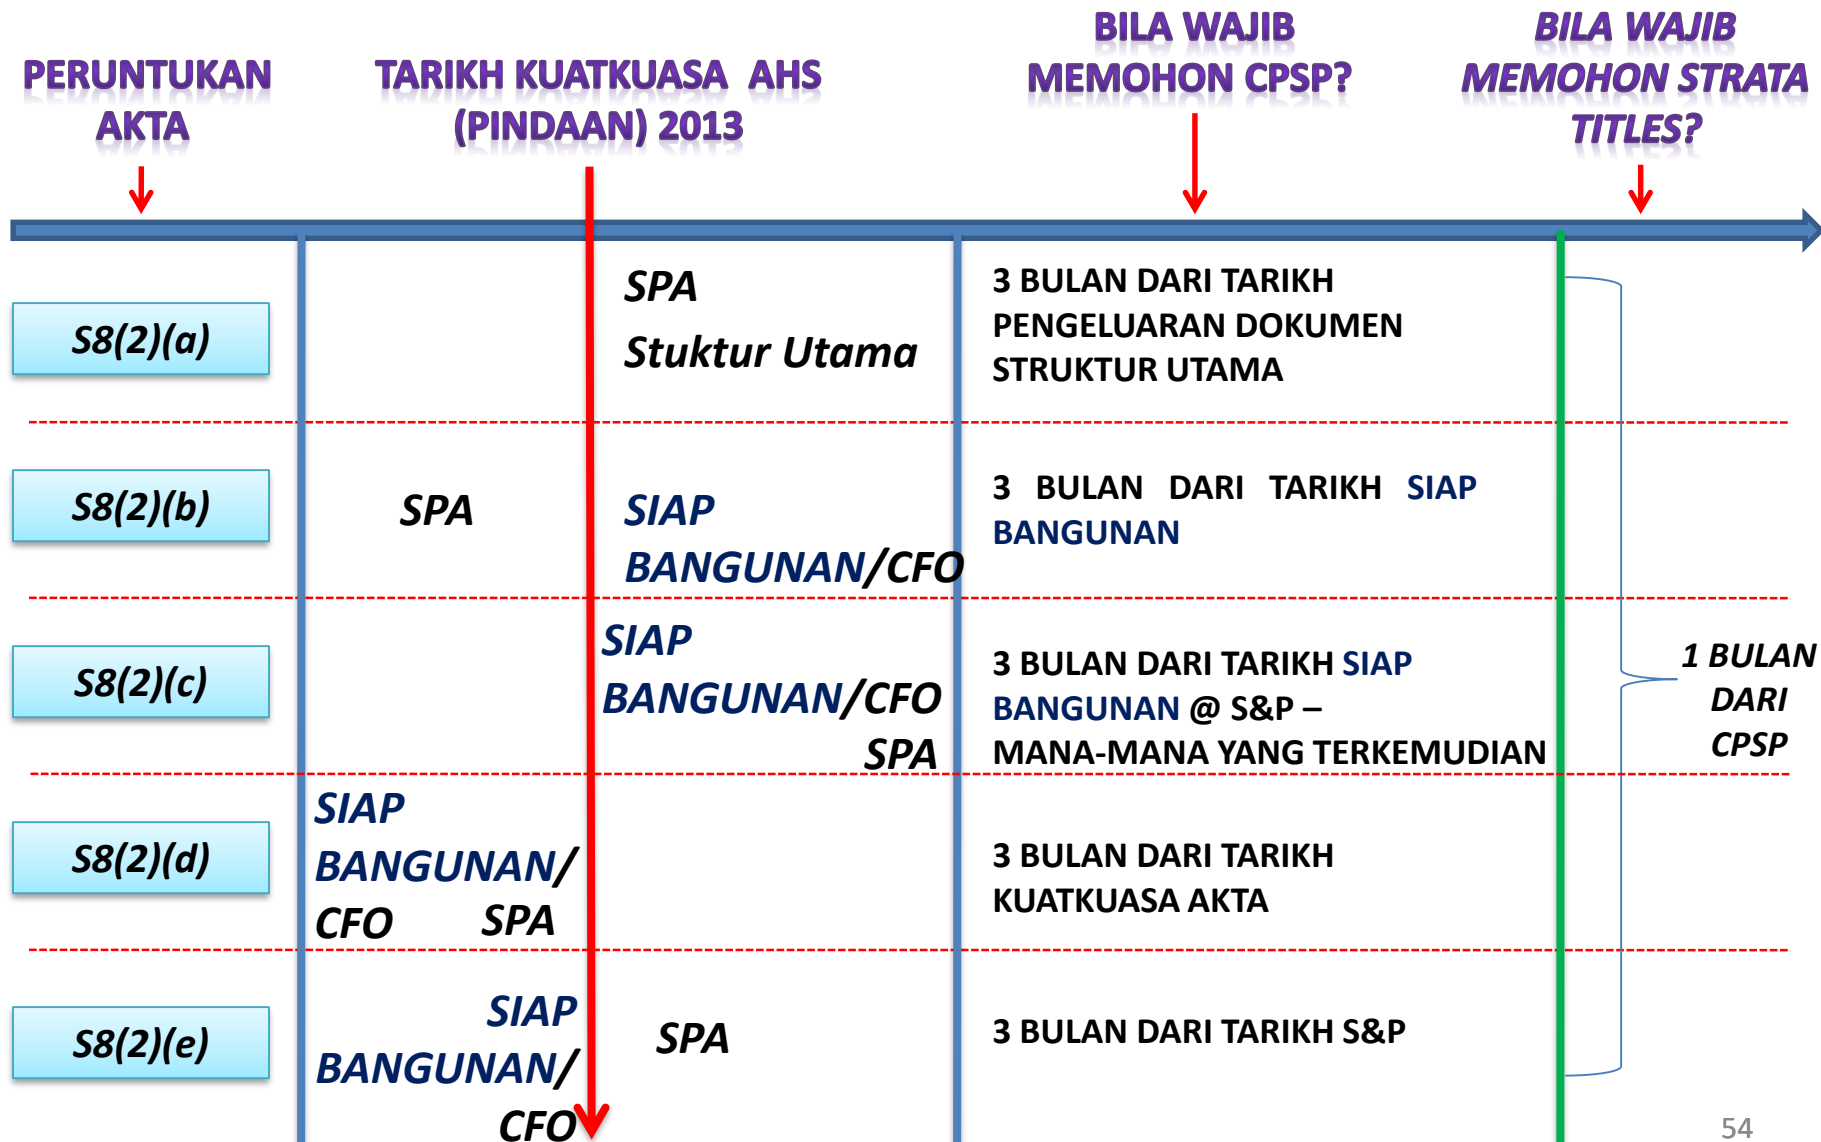 PERUNTUKAN
AKTA
TARIKH KUATKUASA AHS
(PINDAAN) 2013
BILA WAJIB
MEMOHON CPSP?
BILA WAJIB
MEMOHON STRATA
TITLES?
S8(2)(a)
SPA
Stuktur Utama
3 BULAN DARI TARIKH
PENGELUARAN DOKUMEN
STRUKTUR UTAMA
S8(2)(b)
SPA
SIAP
BANGUNAN/CFO
3 BULAN DARI TARIKH SIAP
BANGUNAN
S8(2)(c)
SIAP
BANGUNAN/CFO
SPA
3 BULAN DARI TARIKH SIAP
BANGUNAN @ S&P –
MANA-MANA YANG TERKEMUDIAN
1 BULAN
DARI
CPSP
S8(2)(d)
SIAP
BANGUNAN/
CFO SPA
3 BULAN DARI TARIKH
KUATKUASA AKTA
S8(2)(e)
SIAP
BANGUNAN/
CFO
SPA
3 BULAN DARI TARIKH S&P
54